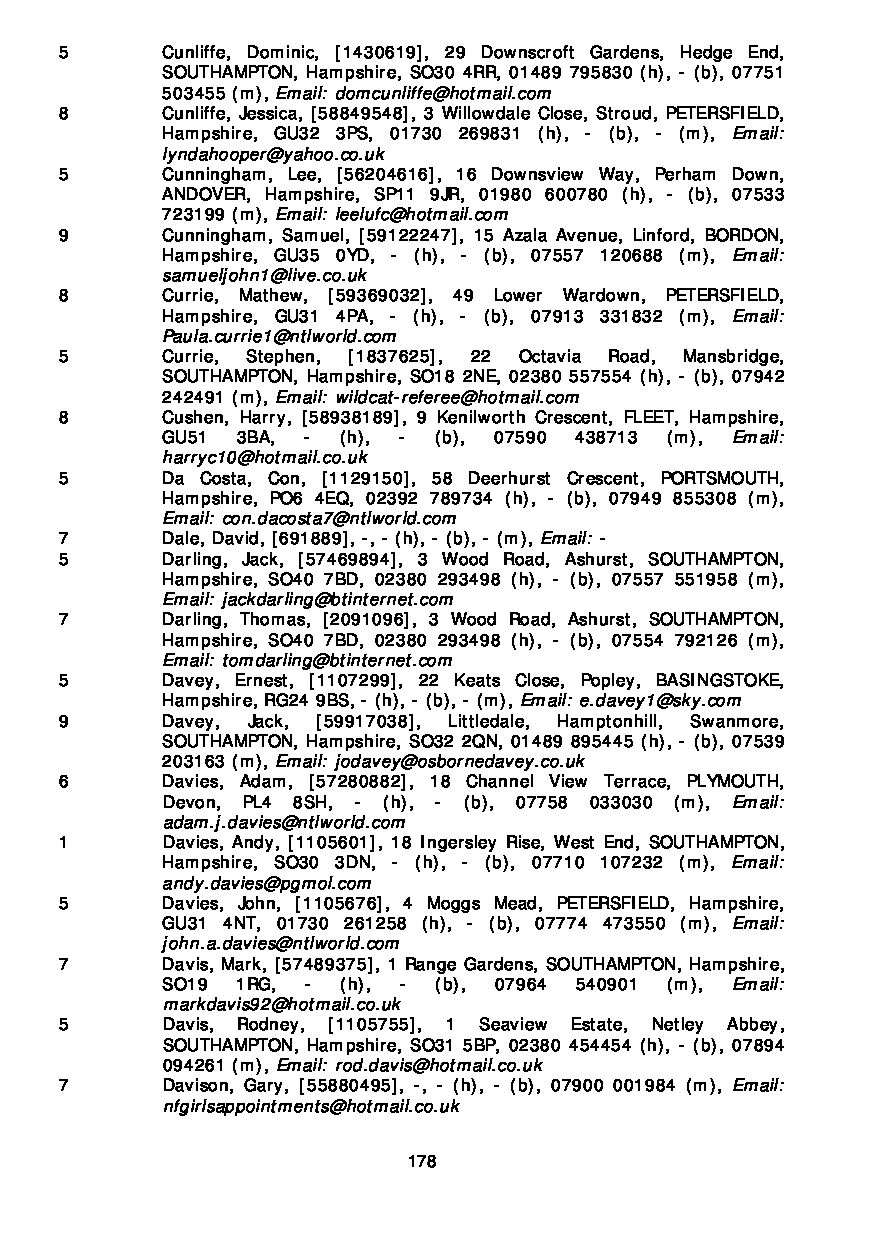 5 Cunliffe, Dominic, [1430619], 29 Downscroft Gardens, Hedge End,
SOUTHAMPTON, Hampshire, SO30 4RR, 01489 795830 (h), - (b), 07751
503455 (m), Email: domcunliffe@hotmail.com
8 Cunliffe, Jessica, [58849548], 3 Willowdale Close, Stroud, PETERSFIELD,
Hampshire, GU32 3PS, 01730 269831 (h), - (b), - (m), Email:
lyndahooper@yahoo.co.uk
5 Cunningham, Lee, [56204616], 16 Downsview Way, Perham Down,
ANDOVER, Hampshire, SP11 9JR, 01980 600780 (h), - (b), 07533
723199 (m), Email: leelufc@hotmail.com
9 Cunningham, Samuel, [59122247], 15 Azala Avenue, Linford, BORDON,
Hampshire, GU35 0YD, - (h), - (b), 07557 120688 (m), Email:
samueljohn1@live.co.uk
8 Currie, Mathew, [59369032], 49 Lower Wardown, PETERSFIELD,
Hampshire, GU31 4PA, - (h), - (b), 07913 331832 (m), Email:
Paula.currie1@ntlworld.com
5 Currie, Stephen, [1837625], 22 Octavia Road, Mansbridge,
SOUTHAMPTON, Hampshire, SO18 2NE, 02380 557554 (h), - (b), 07942
242491 (m), Email: wildcat-referee@hotmail.com
8 Cushen, Harry, [58938189], 9 Kenilworth Crescent, FLEET, Hampshire,
GU51 3BA, - (h), - (b), 07590 438713 (m), Email:
harryc10@hotmail.co.uk
5 Da Costa, Con, [1129150], 58 Deerhurst Crescent, PORTSMOUTH,
Hampshire, PO6 4EQ, 02392 789734 (h), - (b), 07949 855308 (m),
Email: con.dacosta7@ntlworld.com
7 Dale, David, [691889], -, - (h), - (b), - (m), Email: -
5 Darling, Jack, [57469894], 3 Wood Road, Ashurst, SOUTHAMPTON,
Hampshire, SO40 7BD, 02380 293498 (h), - (b), 07557 551958 (m),
Email: jackdarling@btinternet.com
7 Darling, Thomas, [2091096], 3 Wood Road, Ashurst, SOUTHAMPTON,
Hampshire, SO40 7BD, 02380 293498 (h), - (b), 07554 792126 (m),
Email: tomdarling@btinternet.com
5 Davey, Ernest, [1107299], 22 Keats Close, Popley, BASINGSTOKE,
Hampshire, RG24 9BS, - (h), - (b), - (m), Email: e.davey1@sky.com
9 Davey, Jack, [59917038], Littledale, Hamptonhill, Swanmore,
SOUTHAMPTON, Hampshire, SO32 2QN, 01489 895445 (h), - (b), 07539
203163 (m), Email: jodavey@osbornedavey.co.uk
6 Davies, Adam, [57280882], 18 Channel View Terrace, PLYMOUTH,
Devon, PL4 8SH, - (h), - (b), 07758 033030 (m), Email:
adam.j.davies@ntlworld.com
1 Davies, Andy, [1105601], 18 Ingersley Rise, West End, SOUTHAMPTON,
Hampshire, SO30 3DN, - (h), - (b), 07710 107232 (m), Email:
andy.davies@pgmol.com
5 Davies, John, [1105676], 4 Moggs Mead, PETERSFIELD, Hampshire,
GU31 4NT, 01730 261258 (h), - (b), 07774 473550 (m), Email:
john.a.davies@ntlworld.com
7 Davis, Mark, [57489375], 1 Range Gardens, SOUTHAMPTON, Hampshire,
SO19 1RG, - (h), - (b), 07964 540901 (m), Email:
markdavis92@hotmail.co.uk
5 Davis, Rodney, [1105755], 1 Seaview Estate, Netley Abbey,
SOUTHAMPTON, Hampshire, SO31 5BP, 02380 454454 (h), - (b), 07894
094261 (m), Email: rod.davis@hotmail.co.uk
7 Davison, Gary, [55880495], -, - (h), - (b), 07900 001984 (m), Email:
nfgirlsappointments@hotmail.co.uk
178